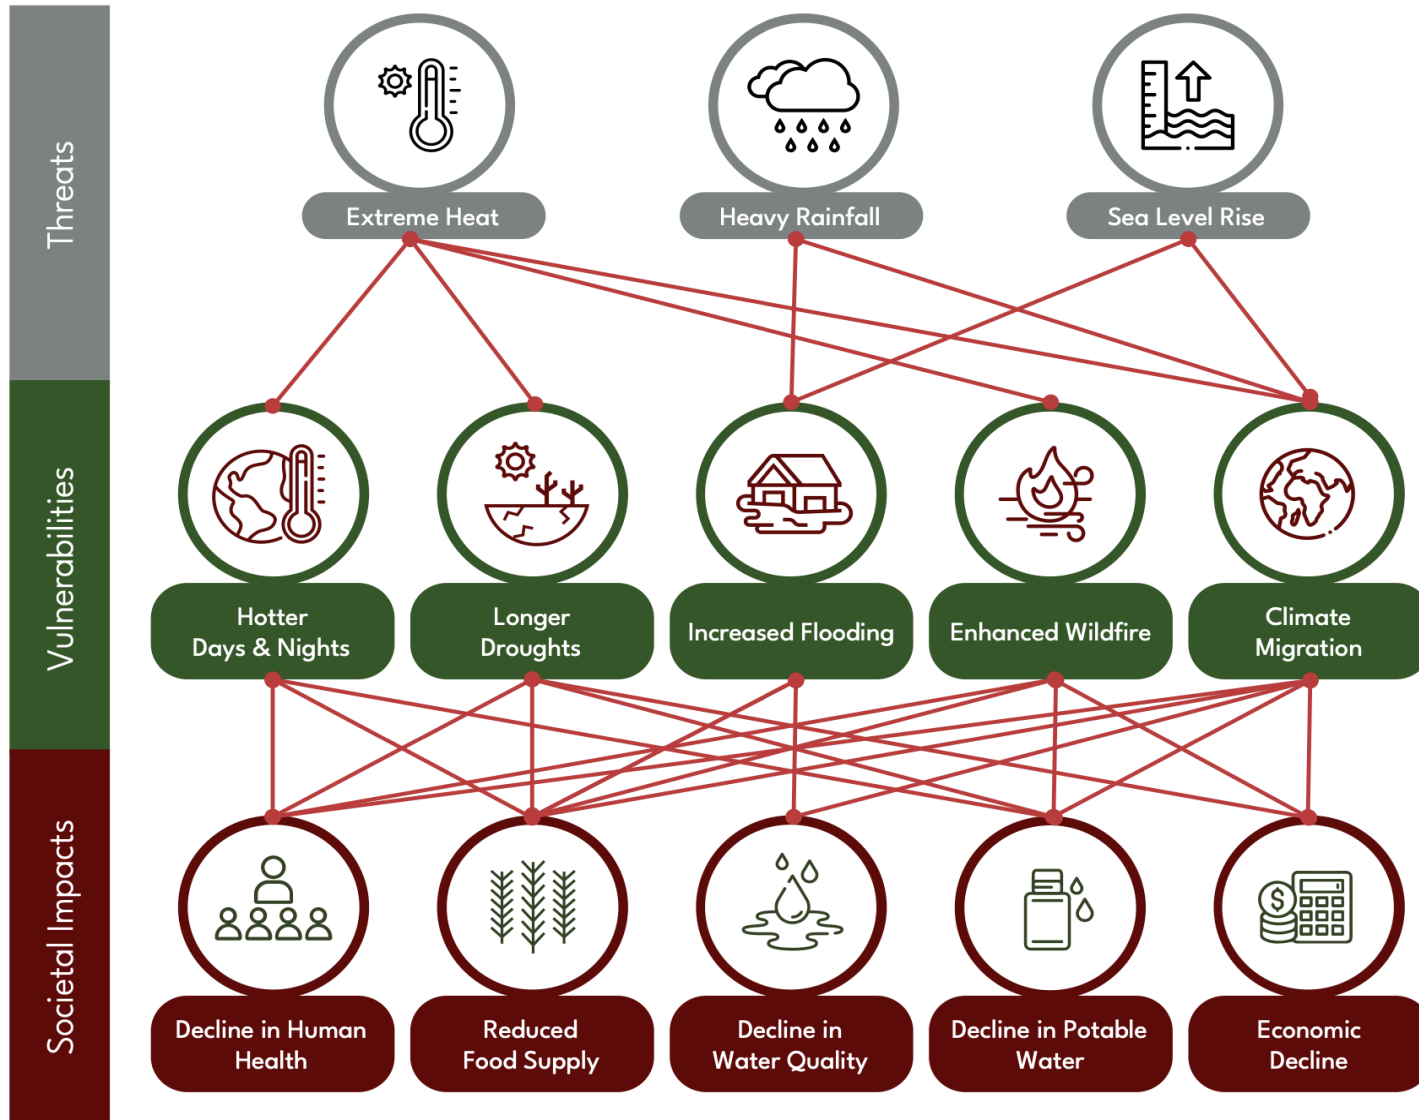 Threats
Extreme Heat
Heavy Rainfall
Sea Level Rise
Vulnerabilities
Hotter
Days & Nights
Longer
Droughts
Increased Flooding
Enhanced Wildfire
Climate
Migration
Societal Impacts
$
Decline in Human
Health
Reduced
Food Supply
Decline in
Water Quality
Decline in Potable
Water
Economic
Decline